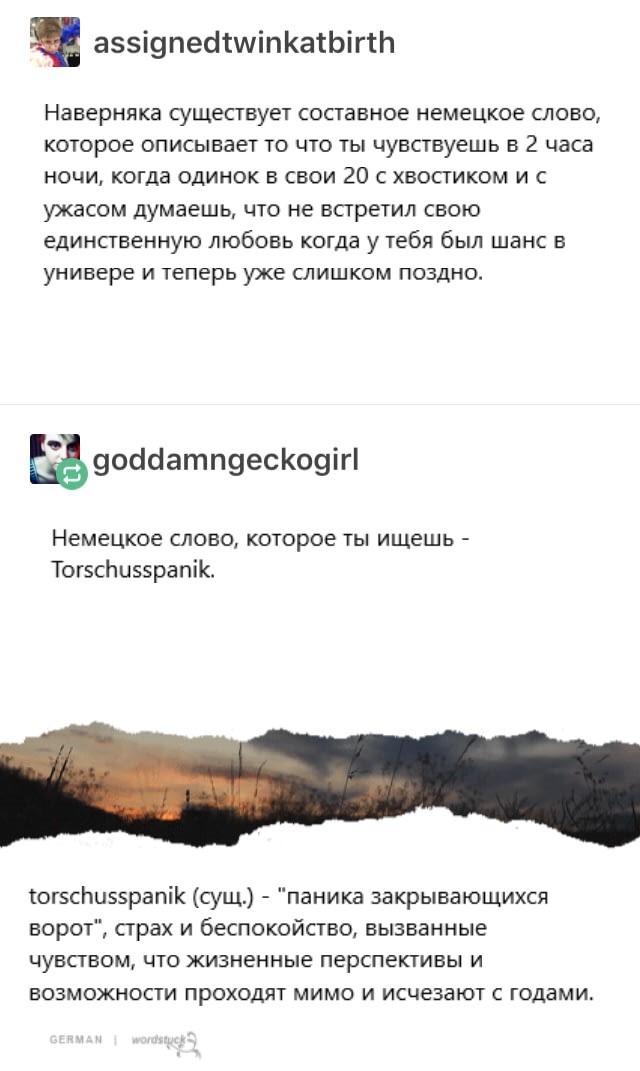 assignedtwinkatbirth
Наверняка существует составное немецкое слово,
которое описывает то что ты чувствуешь в 2 часа
ночи, когда одинок в свои 20 с хвостиком и с
ужасом думаешь, что не встретил свою
единственную любовь когда у тебя был шанс в
универе и теперь уже слишком поздно.
goddamngeckogirl
Немецкое слово, которое ты ищешь -
Torschusspanik.
torschusspanik (сущ.) - "паника закрывающихся
ворот", страх и беспокойство, вызванные
чувством, что жизненные перспективы и
возможности проходят мимо и исчезают с годами.
GERMAN | wordstuck